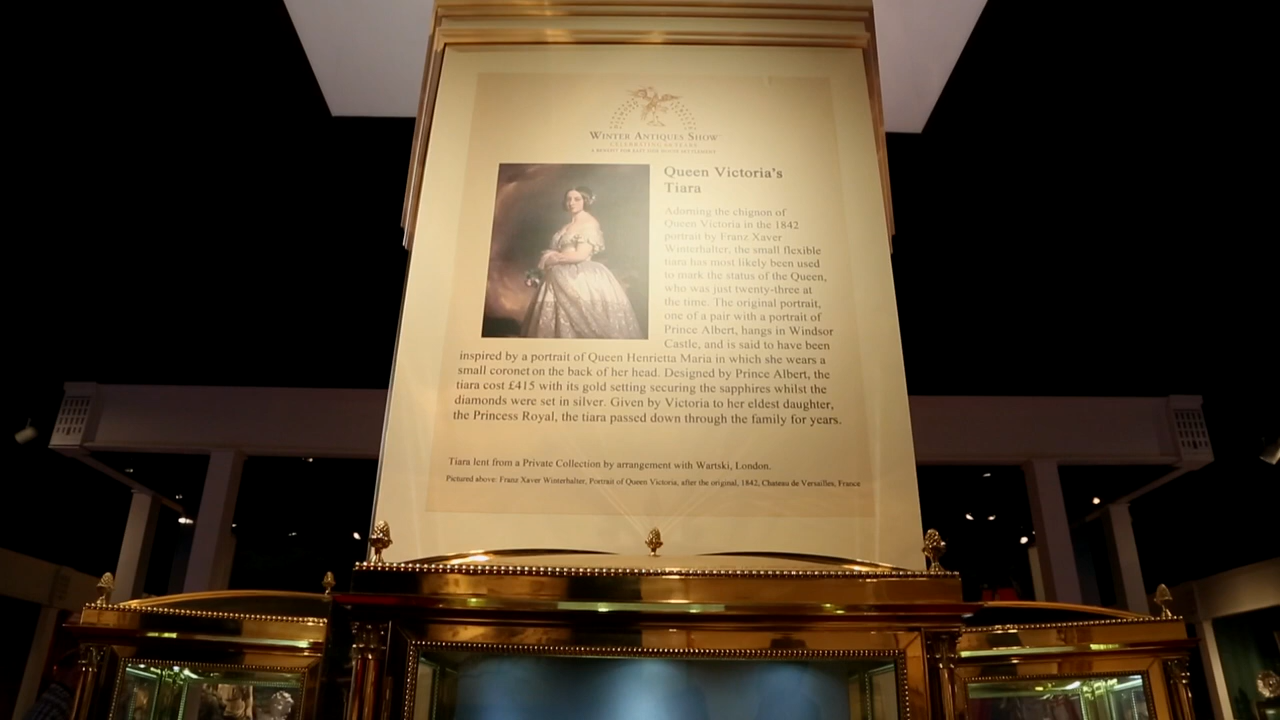 WINTER ANTIQUES SHOW
A BENEFIT FOR EAST SIDE HOUSE SETTLEMENT
Queen Victoria's
Tiara
Adorning the chignon of
Queen Victoria in the 1842
portrait by Franz Xaver
Winterhalter, the small flexible
tiara has most likely been used
to mark the status of the Queen,
who was just twenty-three at
the time. The original portrait,
one of a pair with a portrait of
Prince Albert, hangs in Windsor
Castle, and is said to have been
inspired by a portrait of Queen Henrietta Maria in which she wears a
small coronet on the back of her head. Designed by Prince Albert, the
tiara cost £415 with its gold setting securing the sapphires whilst the
diamonds were set in silver. Given by Victoria to her eldest daughter,
the Princess Royal, the tiara passed down through the family for years.
Tiara lent from a Private Collection by arrangement with Wartski, London.
Pictured above: Franz Xaver Winterhalter, Portrait of Queen Victoria, after the original, 1842, Chateau de Versailles, France